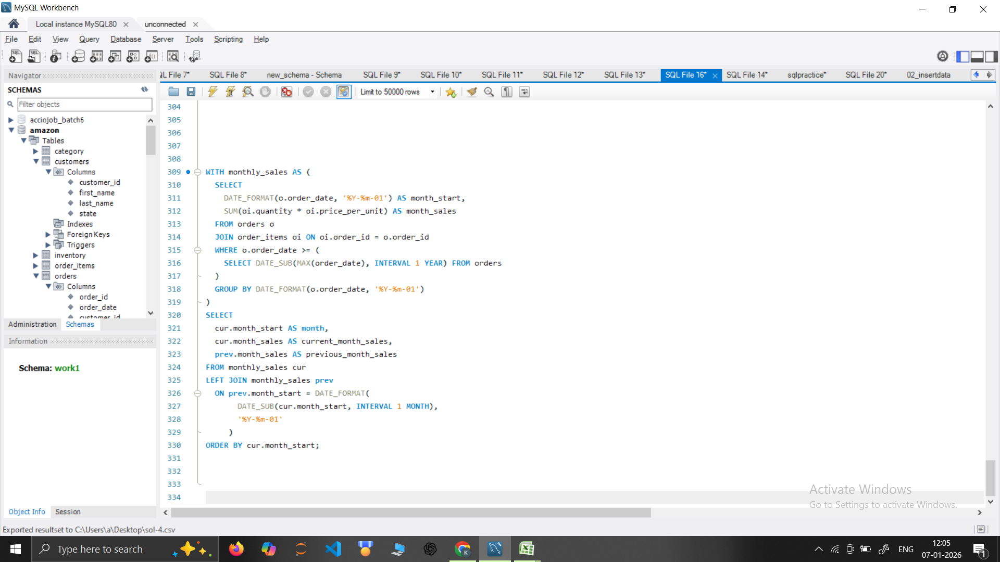 MySQL Workbench
Local instance MySQL80
unconnected
File Edit View Query Database Server Tools Scripting Help
Navigator
QL File 7* SQL File 8* new_schema - Schema SQL File 9* SQL File 10* SQL File 11* SQL File 12* SQL File 13* SQL File 16* SQL File 14* sqlpractice* SQL File 20* 02_insertdata
SCHEMAS
Limit to 50000 rows
Filter objects
acciojob_batch6
amazon
Tables
category
customers
Columns
customer_id
first_name
last_name
state
Indexes
Foreign Keys
Triggers
inventory
order_items
orders
Columns
order_id
order_date
customer_id
Administration Schemas
Information
Schema: work1
Object Info Session
304
305
306
307
308
309 WITH monthly_sales AS (
310 SELECT
311 DATE_FORMAT(o.order_date, '%Y-%m-01') AS month_start,
312 SUM(oi.quantity * oi.price_per_unit) AS month_sales
313 FROM orders o
314 JOIN order_items oi ON oi.order_id = o.order_id
315 WHERE o.order_date >= (
316 SELECT DATE_SUB(MAX(order_date), INTERVAL 1 YEAR) FROM orders
317 )
318 GROUP BY DATE_FORMAT(o.order_date, '%Y-%m-01')
319 )
320 SELECT
321 cur.month_start AS month,
322 cur.month_sales AS current_month_sales,
323 prev.month_sales AS previous_month_sales
324 FROM monthly_sales cur
325 LEFT JOIN monthly_sales prev
326 ON prev.month_start = DATE_FORMAT(
327 DATE_SUB(cur.month_start, INTERVAL 1 MONTH),
328 '%Y-%m-01'
329 )
330 ORDER BY cur.month_start;
331
332
333
334
Activate Windows
Go to Settings to activate Windows.
Exported resultset to C:\Users\a\Desktop\sol-4.csv
Type here to search
ENG
12:05
07-01-2026
1